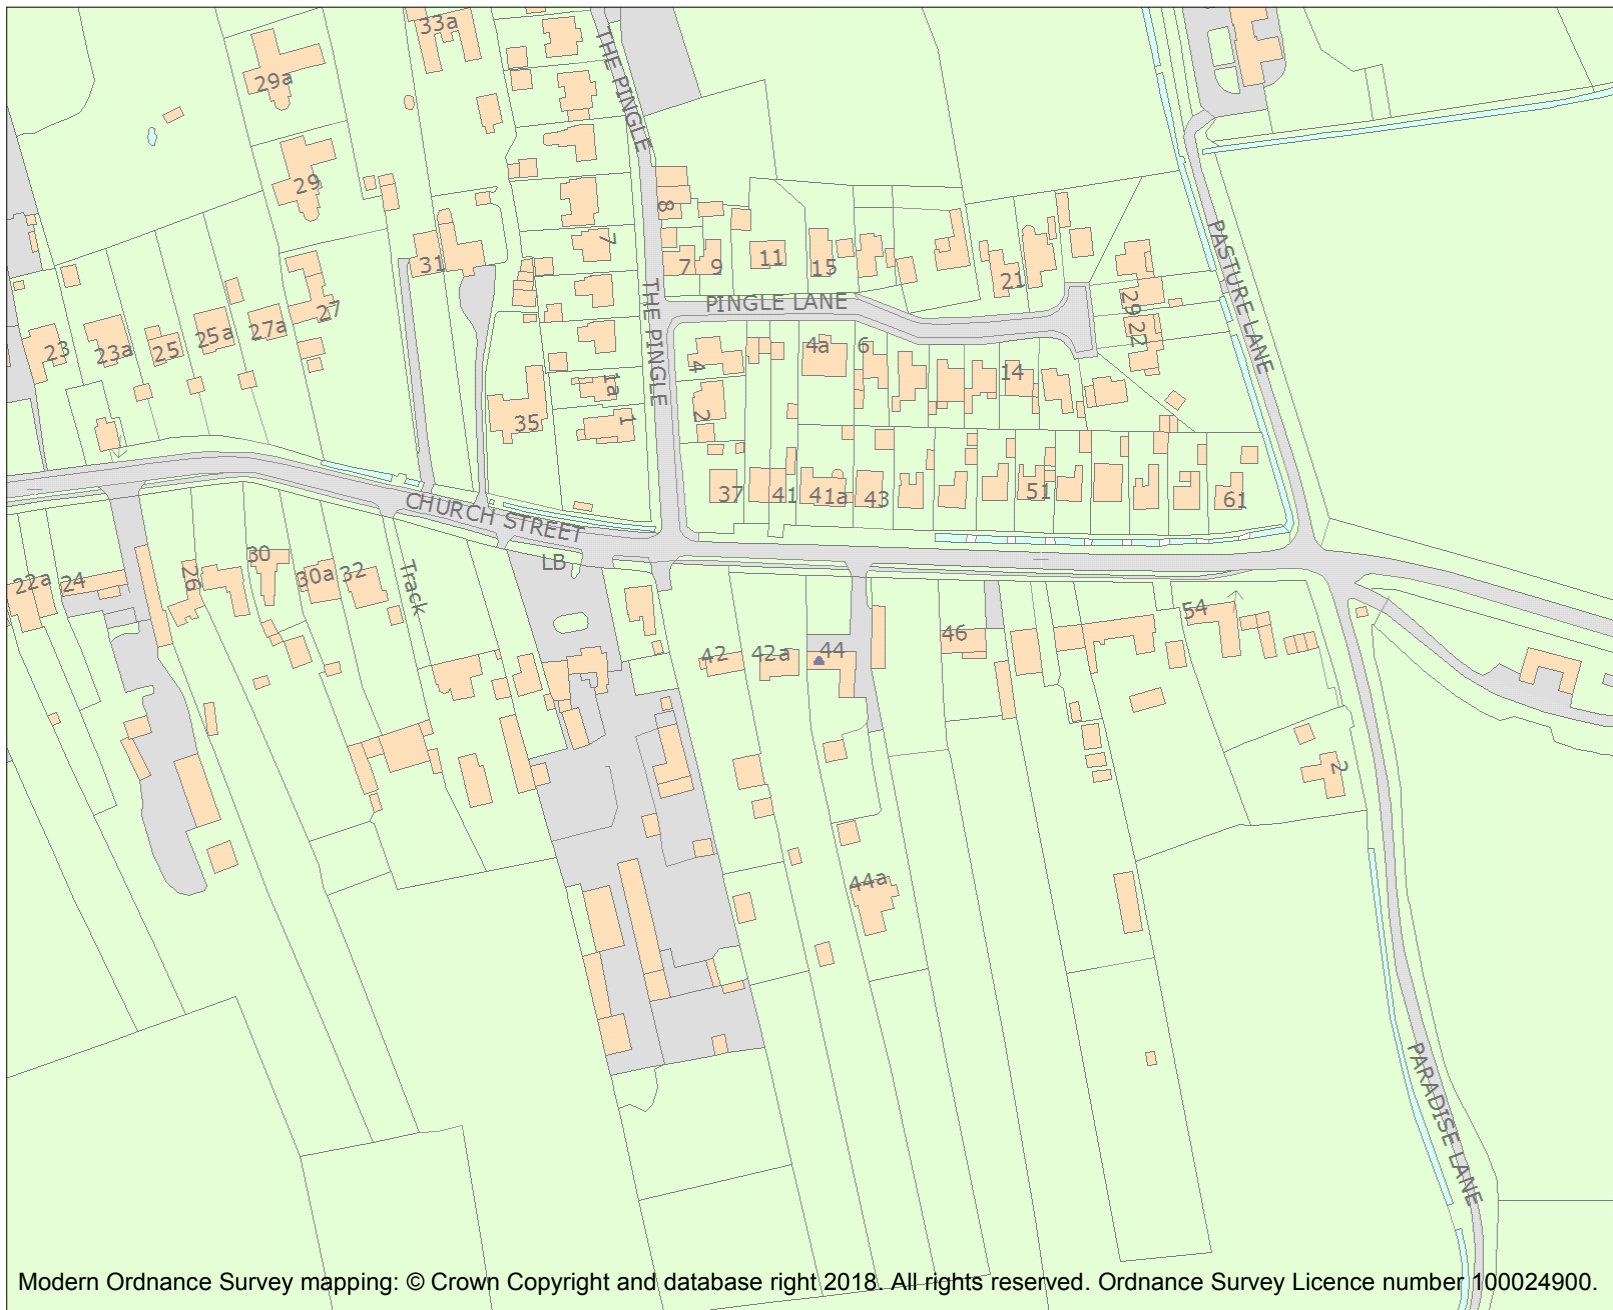 33a
THE PINGLE
29a
29
8
PASTURE LANE
7
31
7
9
11
15
21
27
THE PINGLE
PINGLE LANE
29
22
23
23a
25
25a
27a
4
4a
6
14
1a
1
2
35
37
41
41a
43
51
61
CHURCH STREET
LB
22a
24
26
30
30a
32
Track
42
42a
44
46
54
2
44a
PARADISE LANE
Modern Ordnance Survey mapping: © Crown Copyright and database right 2018. All rights reserved. Ordnance Survey Licence number 100024900.